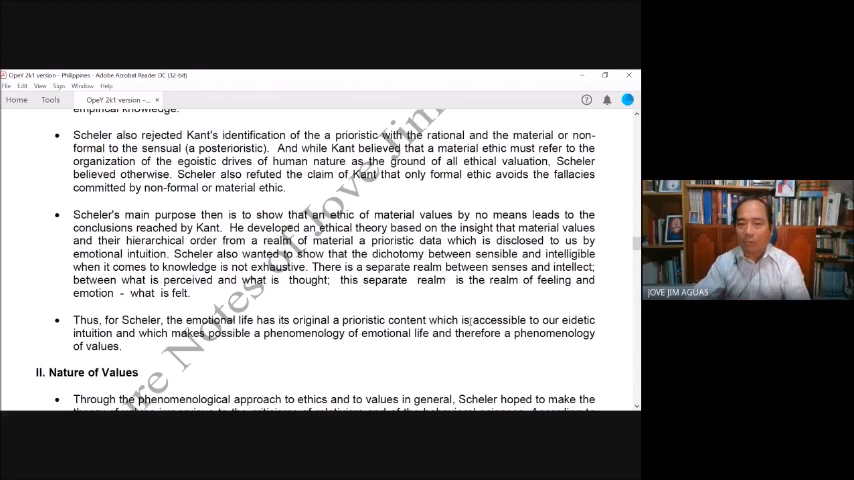 OpeY 2k1 version - Philippines - Adobe Acrobat Reader DC (32-bit)
File Edit View Sign Window Help
Home Tools OpeY 2k1 version -... ×
empirical knowledge.
• Scheler also rejected Kant's identification of the a prioristic with the rational and the material or non-
formal to the sensual (a posterioristic). And while Kant believed that a material ethic must refer to the
organization of the egoistic drives of human nature as the ground of all ethical valuation, Scheler
believed otherwise. Scheler also refuted the claim of Kant that only formal ethic avoids the fallacies
committed by non-formal or material ethic.
• Scheler's main purpose then is to show that an ethic of material values by no means leads to the
conclusions reached by Kant. He developed an ethical theory based on the insight that material values
and their hierarchical order from a realm of material a prioristic data which is disclosed to us by
emotional intuition. Scheler also wanted to show that the dichotomy between sensible and intelligible
when it comes to knowledge is not exhaustive. There is a separate realm between senses and intellect;
between what is perceived and what is thought; this separate realm is the realm of feeling and
emotion - what is felt.
• Thus, for Scheler, the emotional life has its original a prioristic content which is accessible to our eidetic
intuition and which makes possible a phenomenology of emotional life and therefore a phenomenology
of values.
II. Nature of Values
• Through the phenomenological approach to ethics and to values in general, Scheler hoped to make the
Notes of Jove Jim
JOVE JIM AGUAS